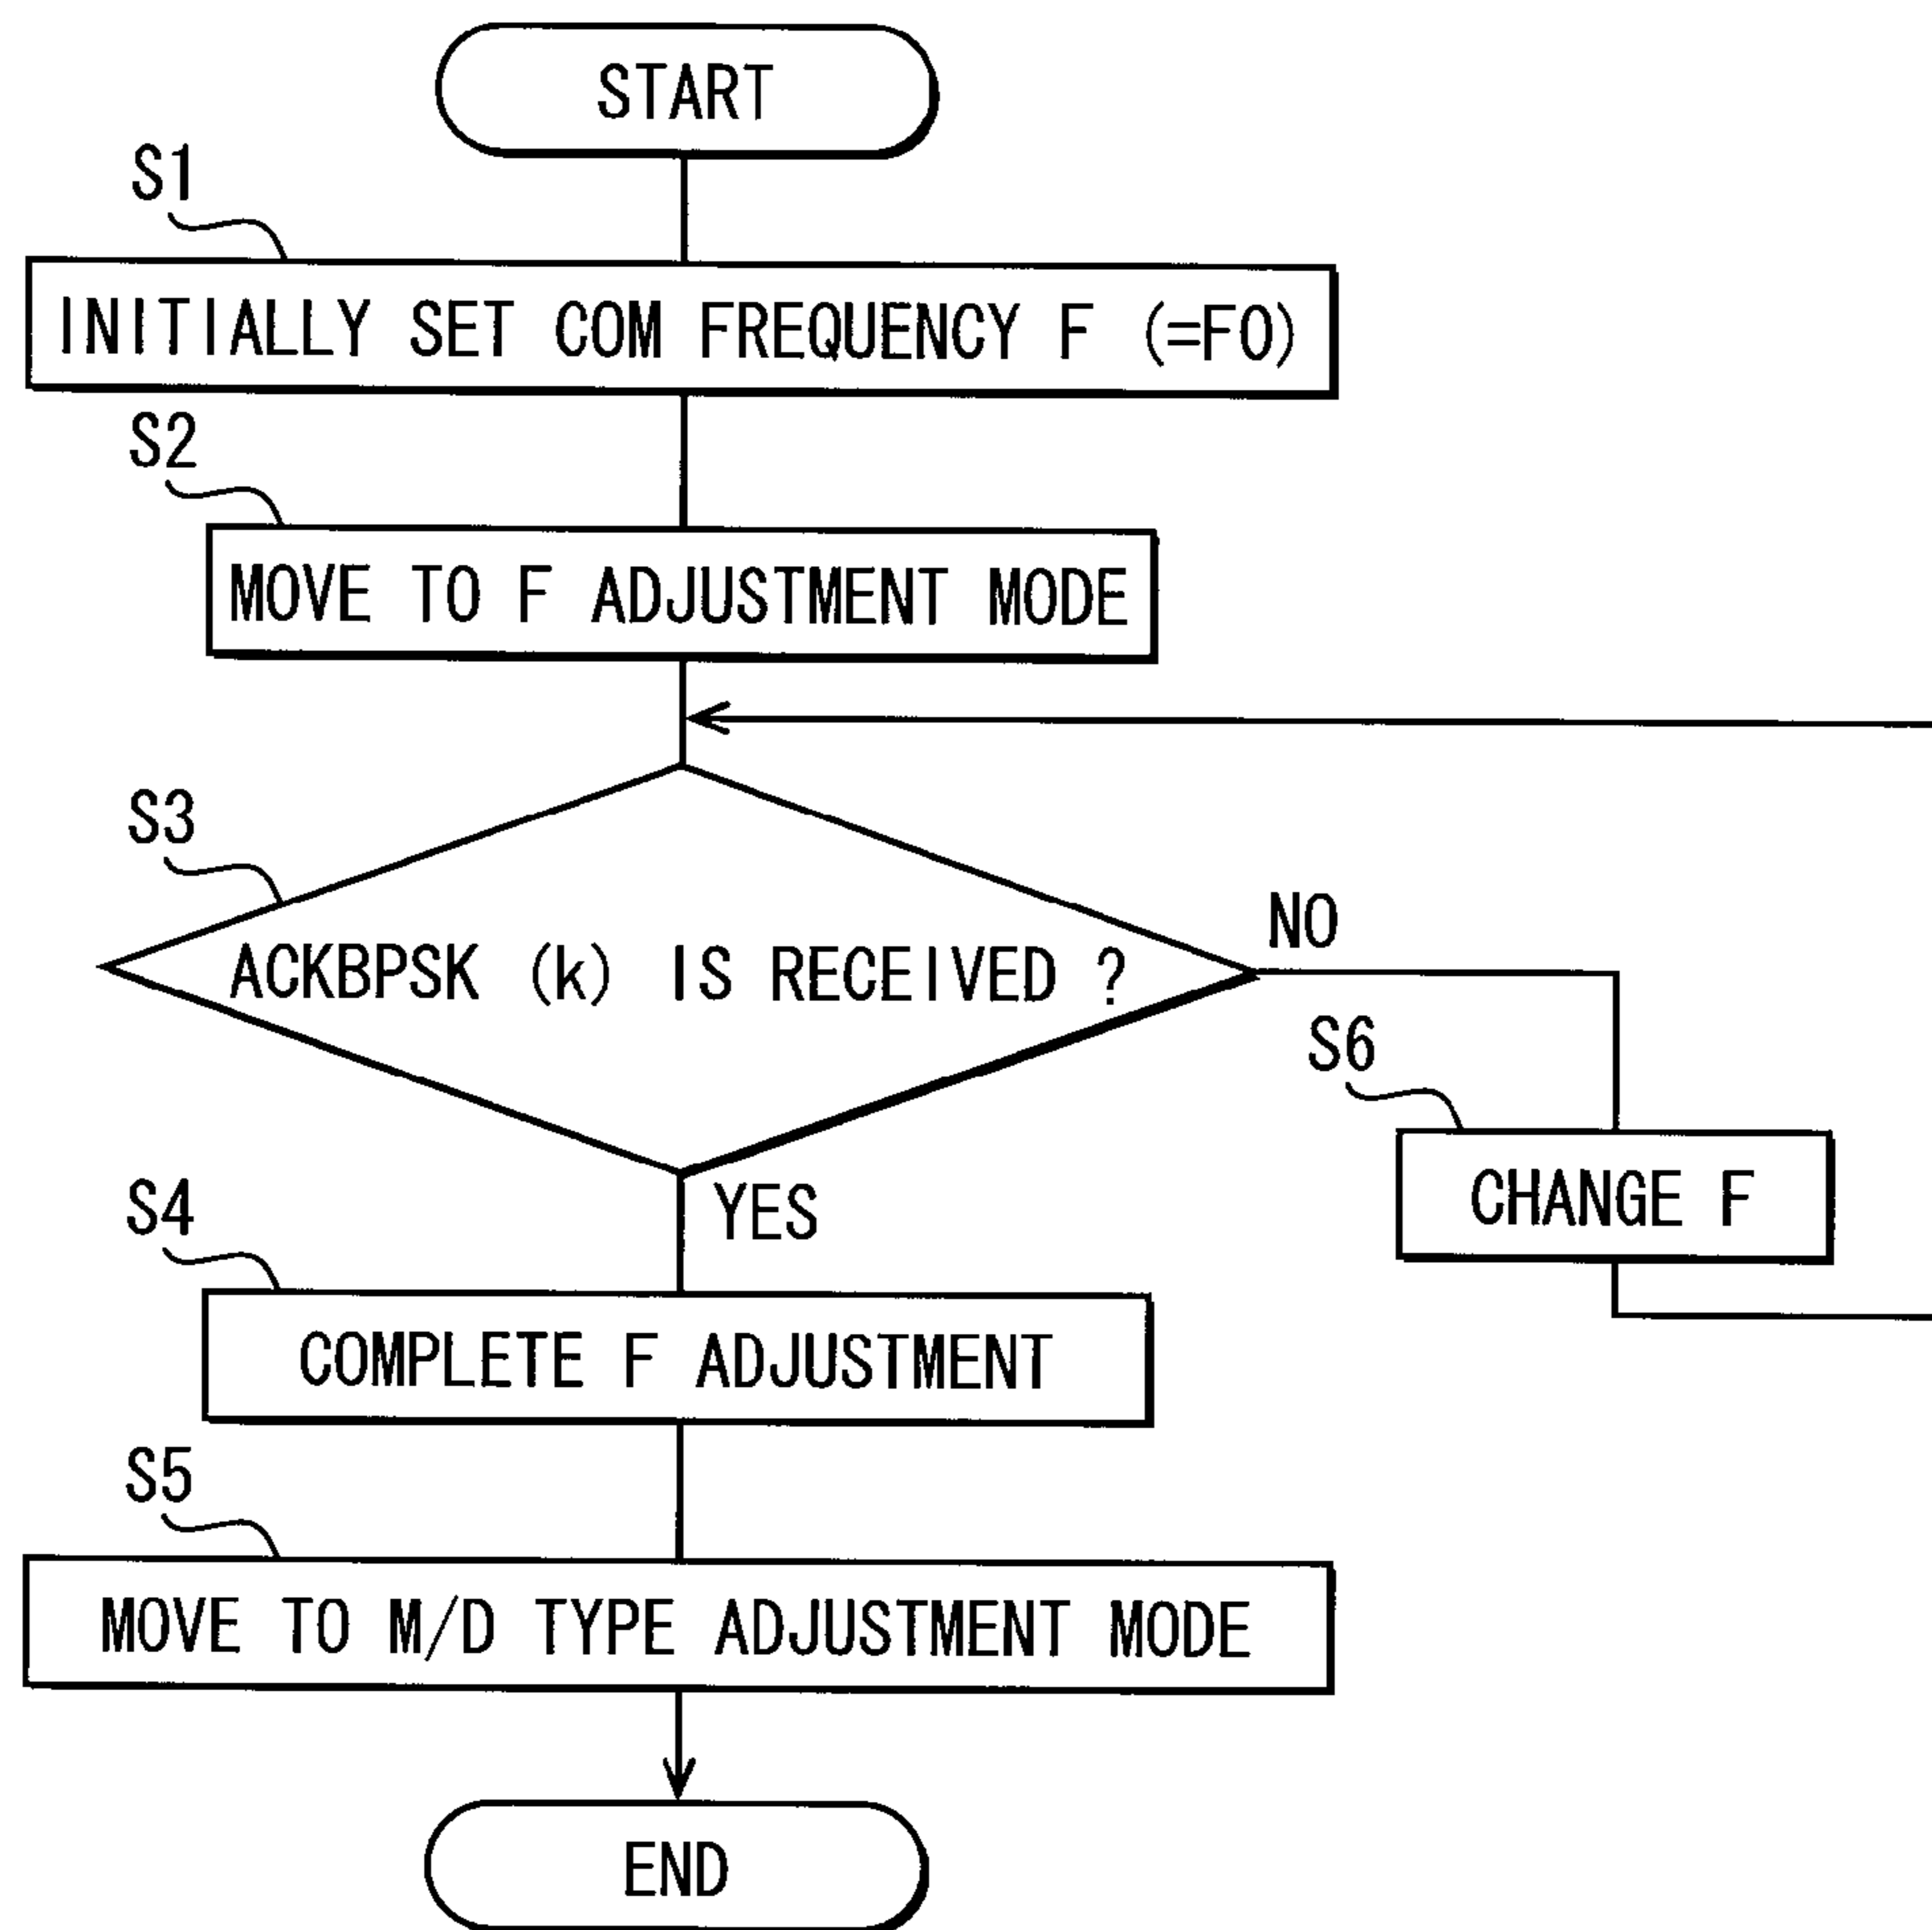 START
S1
INITIALLY SET COM FREQUENCY F (=F0)
S2
MOVE TO F ADJUSTMENT MODE
S3
ACKBPSK (k) IS RECEIVED ?
NO
S6
CHANGE F
YES
S4
COMPLETE F ADJUSTMENT
S5
MOVE TO M/D TYPE ADJUSTMENT MODE
END